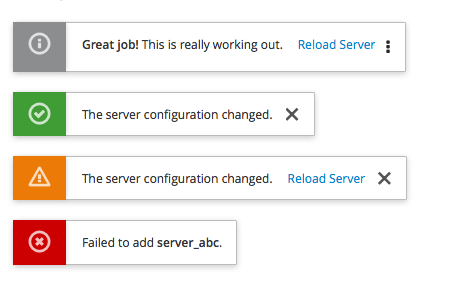 Great job! This is really working out. Reload Server
The server configuration changed.
The server configuration changed. Reload Server
Failed to add server_abc.